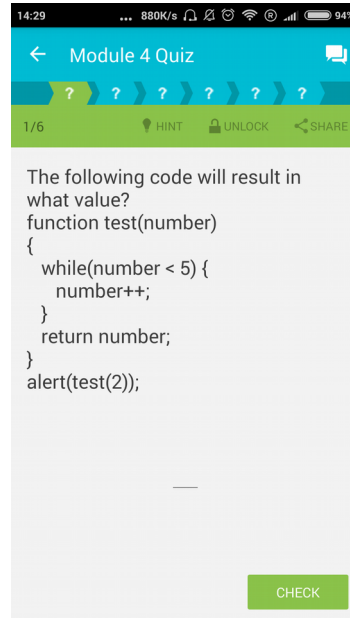 14:29 ... 880K/s ® 94%
Module 4 Quiz
? ? ? ? ? ?
1/6 HINT UNLOCK SHARE
The following code will result in
what value?
function test(number)
{
while(number < 5) {
number++;
}
return number;
}
alert(test(2));
CHECK